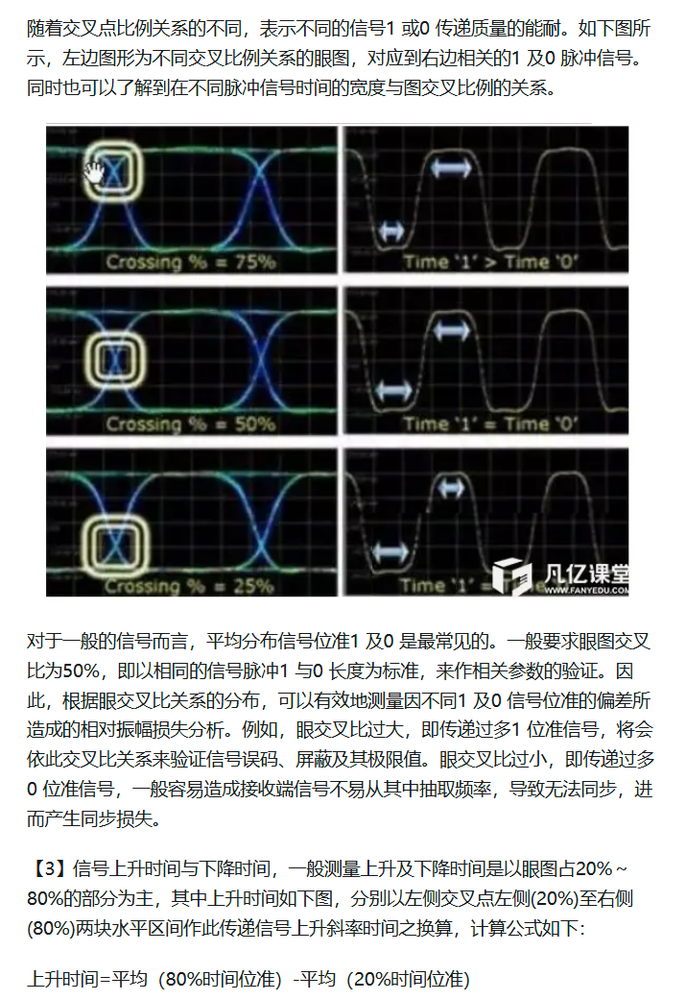 随着交叉点比例关系的不同，表示不同的信号1 或0 传递质量的能耐。如下图所
示，左边图形为不同交叉比例关系的眼图，对应到右边相关的1 及0 脉冲信号。
同时也可以了解到在不同脉冲信号时间的宽度与图交叉比例的关系。
Crossing % = 75%
Time ‘1’ > Time ‘0’
Crossing % = 50%
Time ‘1’ = Time ‘0’
Crossing % = 25%
Time ‘1’
凡亿课堂
WWW.FANYEDU.COM
对于一般的信号而言，平均分布信号位准1 及0 是最常见的。一般要求眼图交叉
比为50%，即以相同的信号脉冲1 与0 长度为标准，来作相关参数的验证。因
此，根据眼交叉比关系的分布，可以有效地测量因不同1 及0 信号位准的偏差所
造成的相对振幅损失分析。例如，眼交叉比过大，即传递过多1 位准信号，将会
依此交叉比关系来验证信号误码、屏蔽及其极限值。眼交叉比过小，即传递过多
0 位准信号，一般容易造成接收端信号不易从其中抽取频率，导致无法同步，进
而产生同步损失。
【3】信号上升时间与下降时间，一般测量上升及下降时间是以眼图占20%～
80%的部分为主，其中上升时间如下图，分别以左侧交叉点左侧(20%)至右侧
(80%)两块水平区间作此传递信号上升斜率时间之换算，计算公式如下：
上升时间=平均（80%时间位准）-平均（20%时间位准）